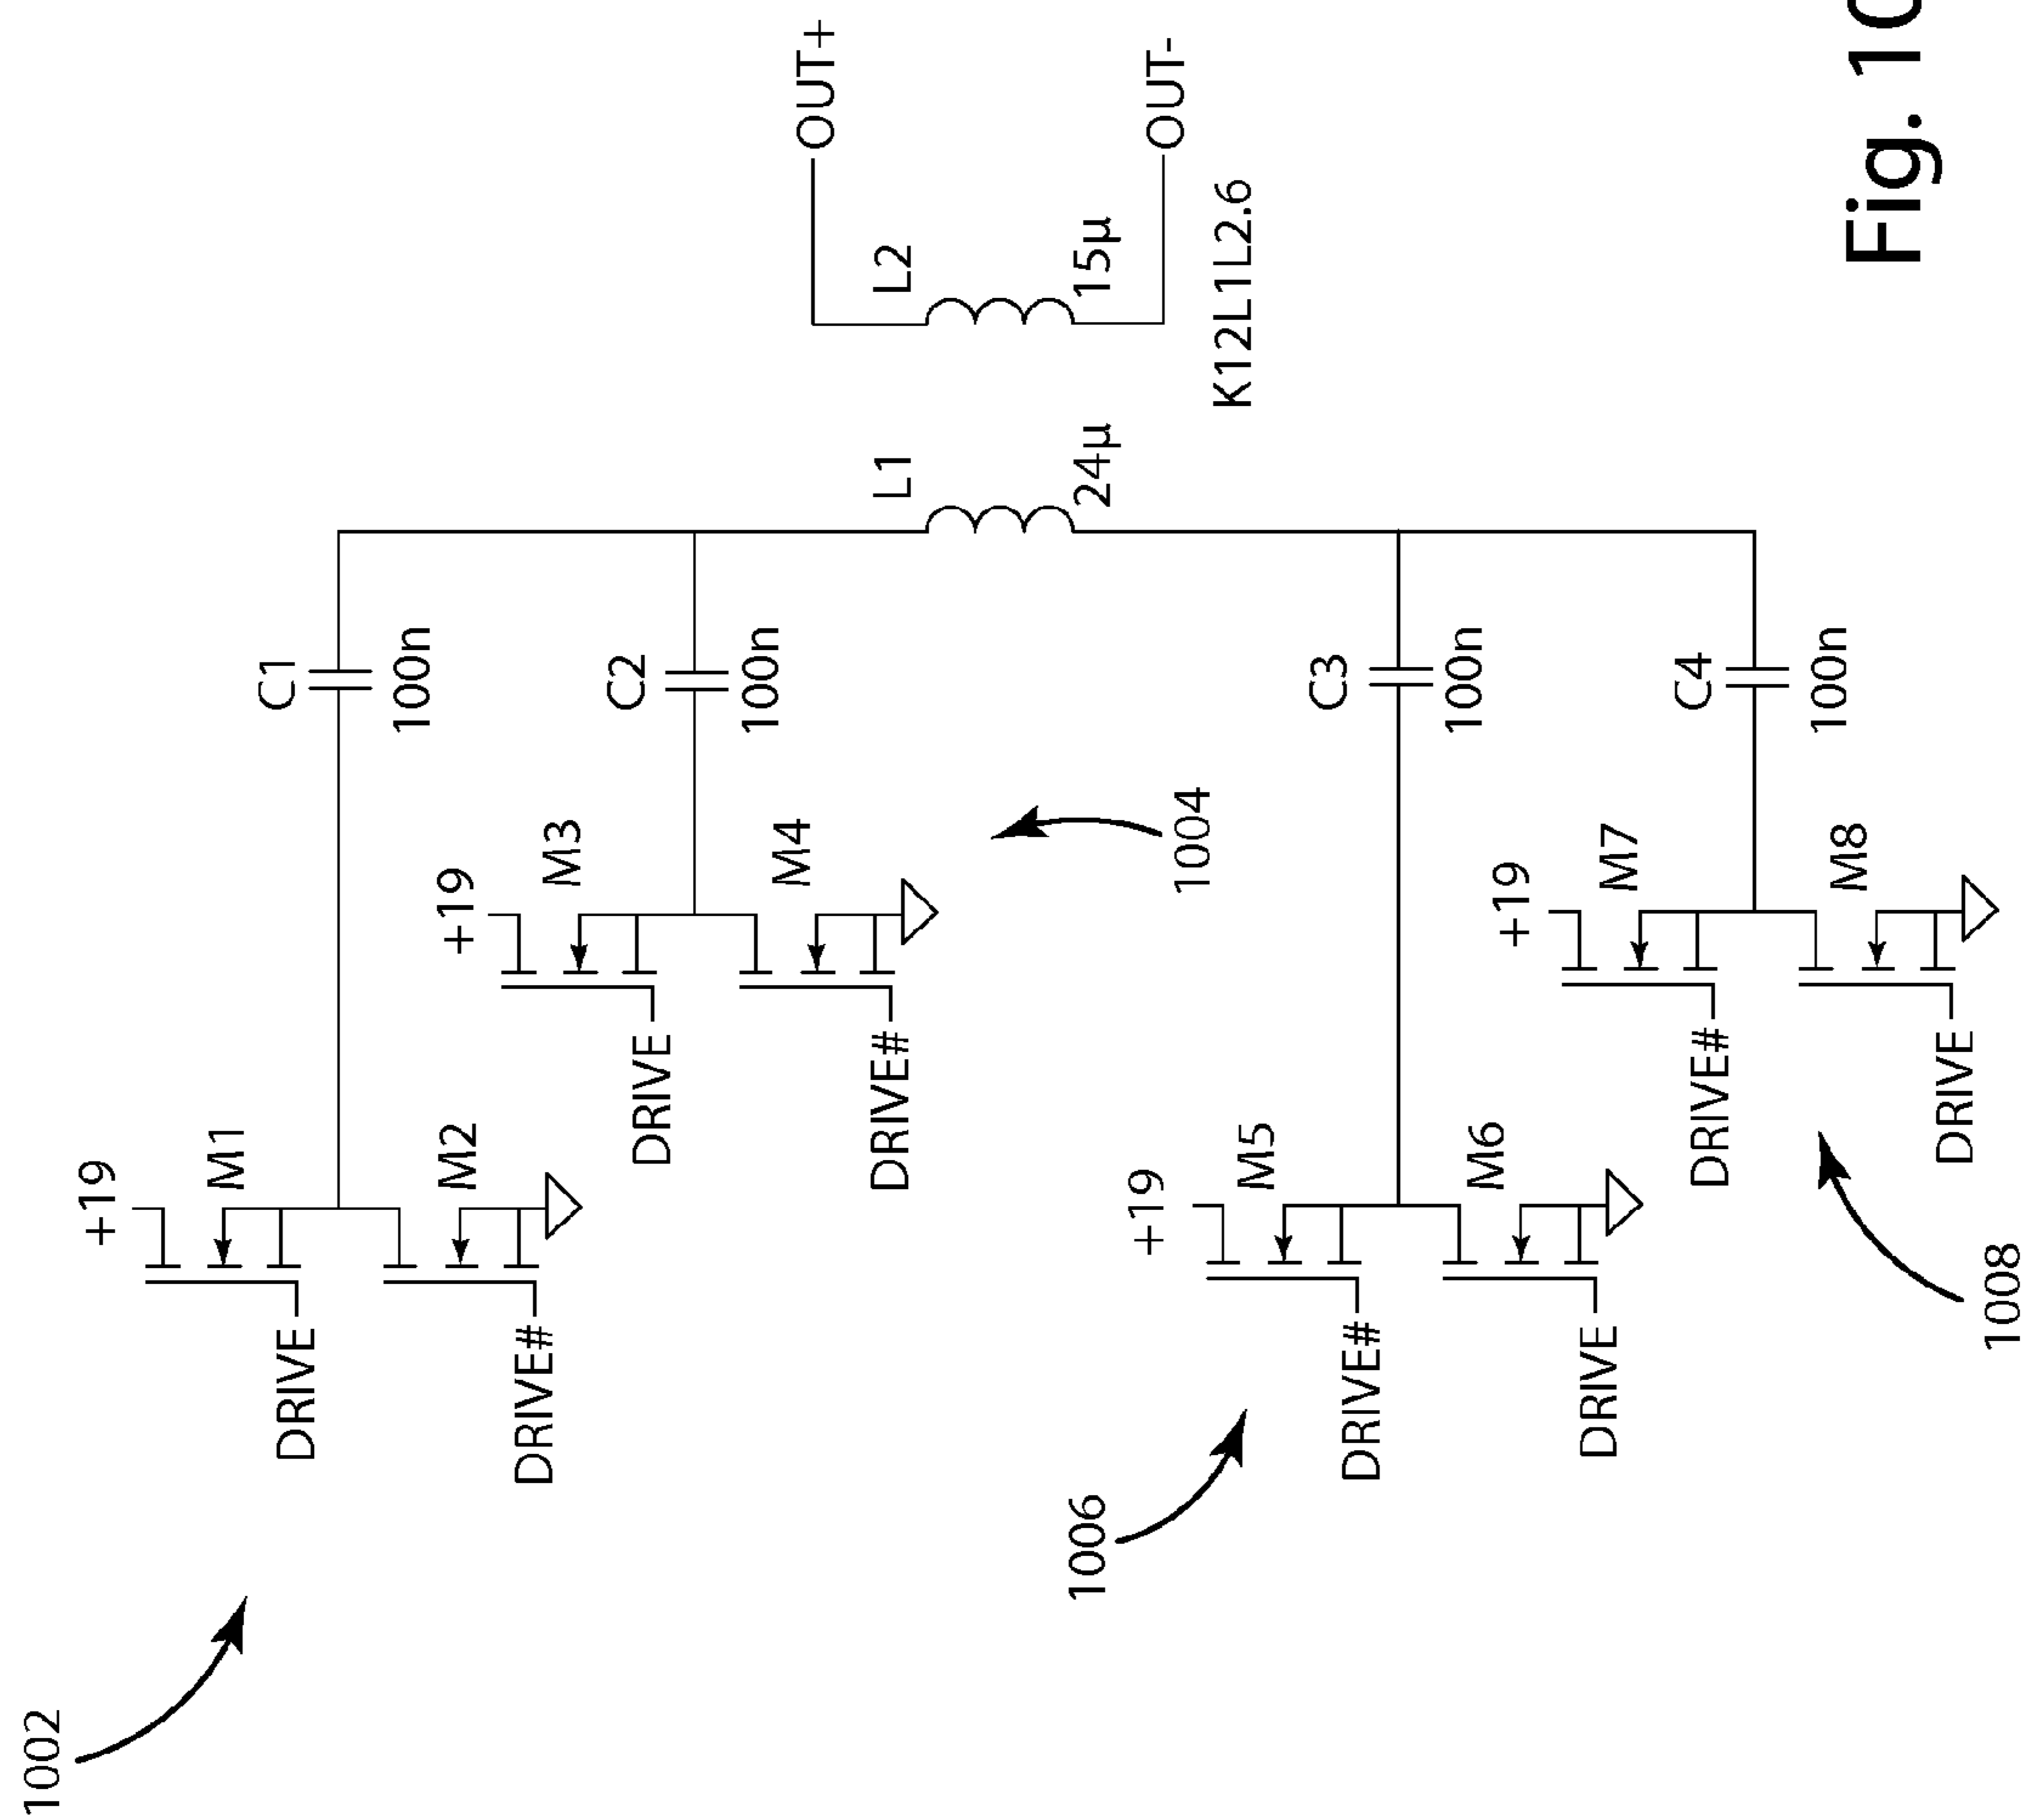 1002
+19
M1
DRIVE
M2
DRIVE#
C1
100n
+19
M3
DRIVE
M4
DRIVE#
C2
100n
1004
L1
24µ
L2
15µ
OUT+
OUT-
K12L1L2.6
1006
+19
M5
DRIVE#
M6
DRIVE
C3
100n
+19
M7
DRIVE#
M8
DRIVE
C4
100n
1008
Fig. 10